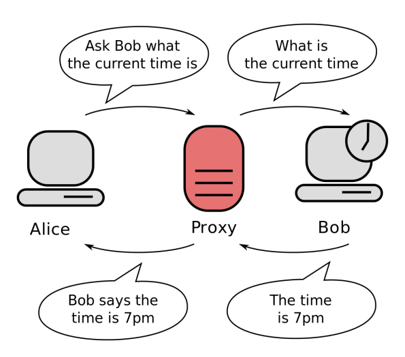 Ask Bob what
the current time is
What is
the current time
Alice
Proxy
Bob
Bob says the
time is 7pm
The time
is 7pm